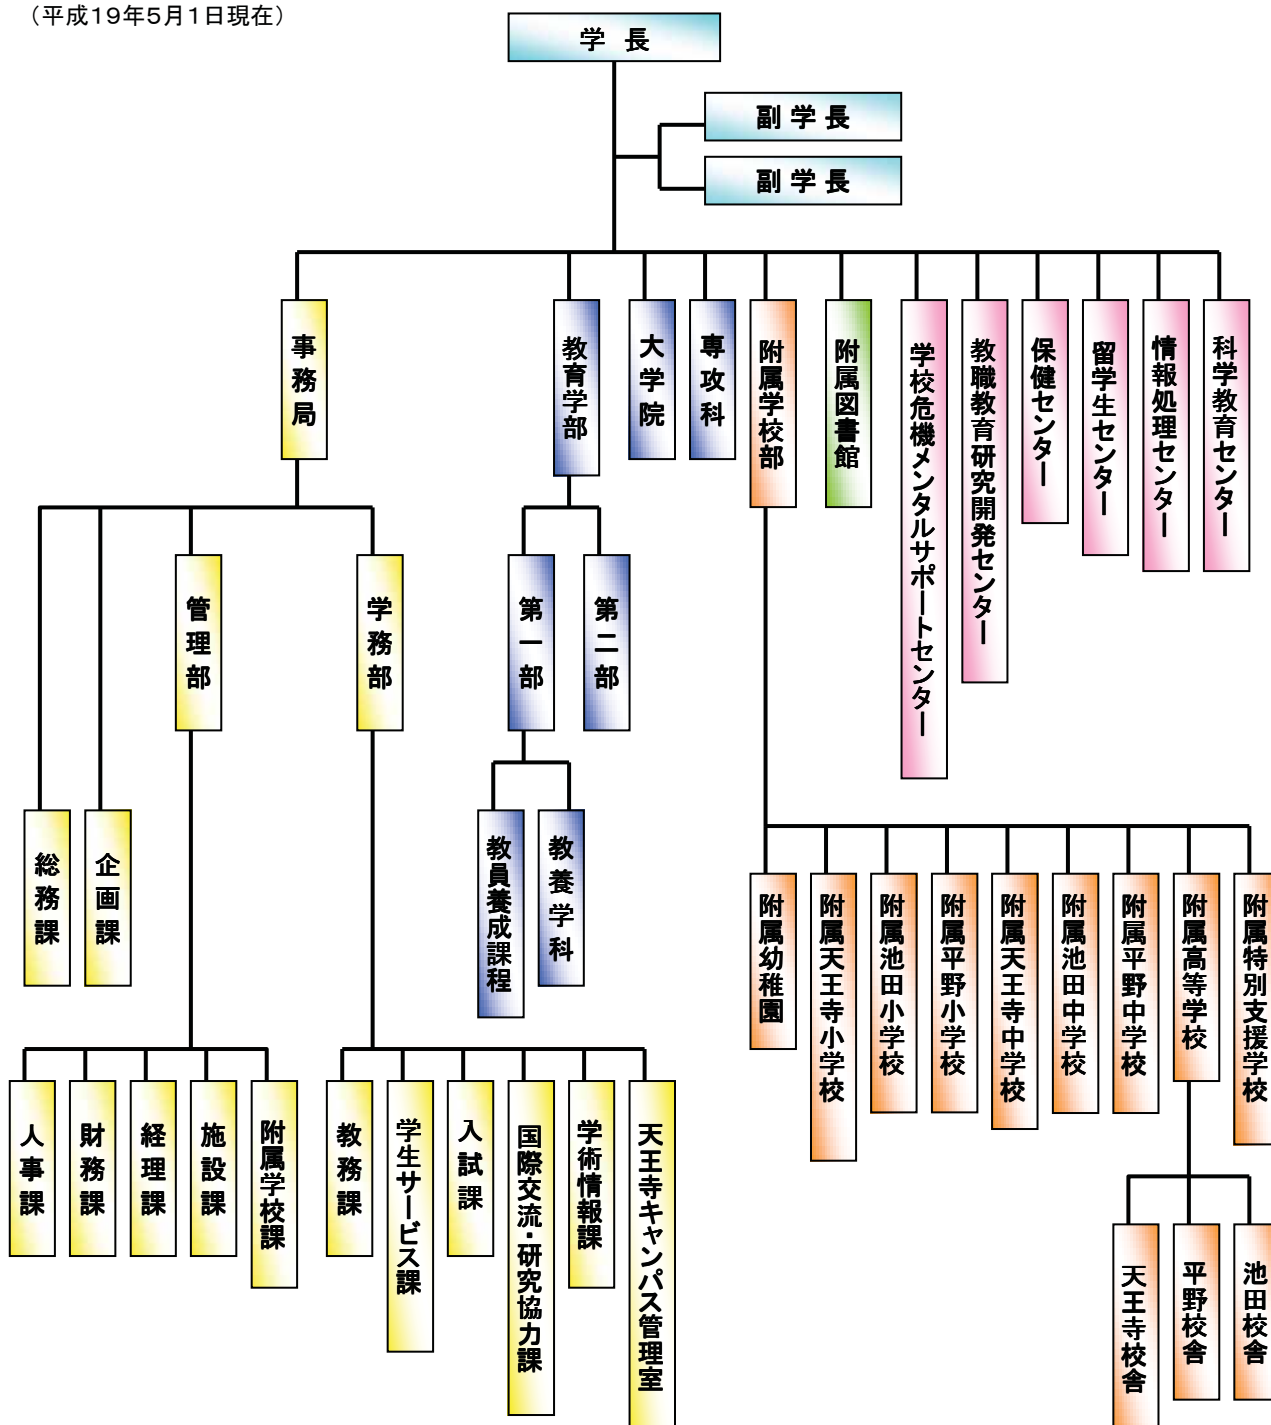 （平成19年5月1日現在）
学 長
副 学 長
副 学 長
事務局
教育学部
大学院
専攻科
附属学校部
附属図書館
学校危機メンタルサポートセンター
教職教育研究開発センター
保健センター
留学生センター
情報処理センター
科学教育センター
管理部
学務部
第一部
第二部
総務課
企画課
教員養成課程
教養学科
附属幼稚園
附属天王寺小学校
附属池田小学校
附属平野小学校
附属天王寺中学校
附属池田中学校
附属平野中学校
附属高等学校
附属特別支援学校
人事課
財務課
経理課
施設課
附属学校課
教務課
学生サービス課
入試課
国際交流・研究協力課
学術情報課
天王寺キャンパス管理室
天王寺校舎
平野校舎
池田校舎